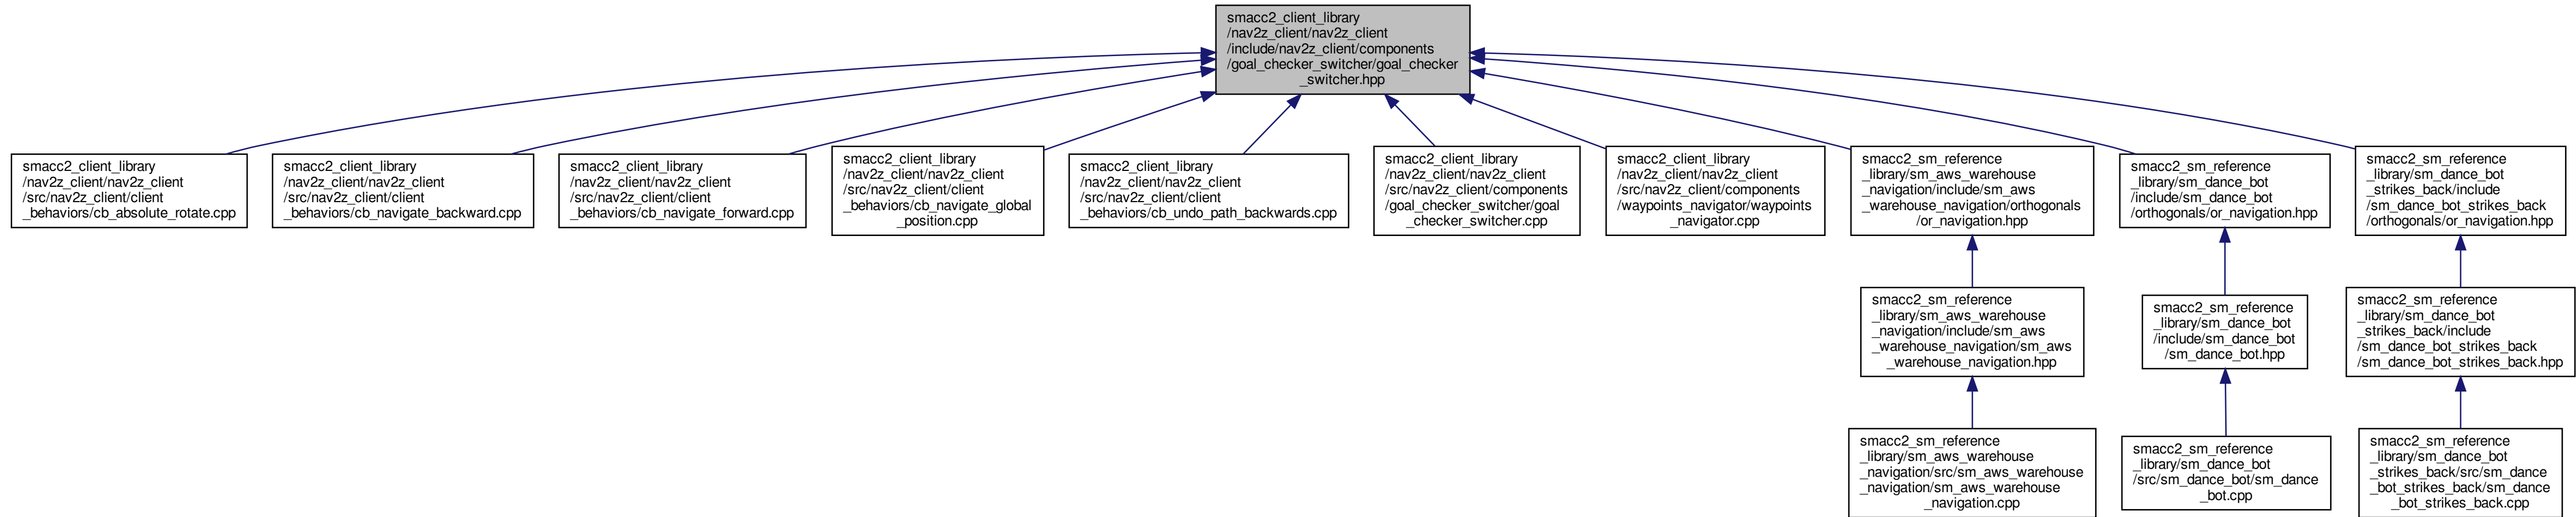 smacc2_client_library
/nav2z_client/nav2z_client
/include/nav2z_client/components
/goal_checker_switcher/goal_checker
_switcher.hpp
smacc2_client_library
/nav2z_client/nav2z_client
/src/nav2z_client/client
_behaviors/cb_absolute_rotate.cpp
smacc2_client_library
/nav2z_client/nav2z_client
/src/nav2z_client/client
_behaviors/cb_navigate_backward.cpp
smacc2_client_library
/nav2z_client/nav2z_client
/src/nav2z_client/client
_behaviors/cb_navigate_forward.cpp
smacc2_client_library
/nav2z_client/nav2z_client
/src/nav2z_client/client
_behaviors/cb_navigate_global
_position.cpp
smacc2_client_library
/nav2z_client/nav2z_client
/src/nav2z_client/client
_behaviors/cb_undo_path_backwards.cpp
smacc2_client_library
/nav2z_client/nav2z_client
/src/nav2z_client/components
/goal_checker_switcher/goal
_checker_switcher.cpp
smacc2_client_library
/nav2z_client/nav2z_client
/src/nav2z_client/components
/waypoints_navigator/waypoints
_navigator.cpp
smacc2_sm_reference
_library/sm_aws_warehouse
_navigation/include/sm_aws
_warehouse_navigation/orthogonals
/or_navigation.hpp
smacc2_sm_reference
_library/sm_dance_bot
/include/sm_dance_bot
/orthogonals/or_navigation.hpp
smacc2_sm_reference
_library/sm_dance_bot
_strikes_back/include
/sm_dance_bot_strikes_back
/orthogonals/or_navigation.hpp
smacc2_sm_reference
_library/sm_aws_warehouse
_navigation/include/sm_aws
_warehouse_navigation/sm_aws
_warehouse_navigation.hpp
smacc2_sm_reference
_library/sm_dance_bot
/include/sm_dance_bot
/sm_dance_bot.hpp
smacc2_sm_reference
_library/sm_dance_bot
_strikes_back/include
/sm_dance_bot_strikes_back
/sm_dance_bot_strikes_back.hpp
smacc2_sm_reference
_library/sm_aws_warehouse
_navigation/src/sm_aws_warehouse
_navigation/sm_aws_warehouse
_navigation.cpp
smacc2_sm_reference
_library/sm_dance_bot
/src/sm_dance_bot/sm_dance
_bot.cpp
smacc2_sm_reference
_library/sm_dance_bot
_strikes_back/src/sm_dance
_bot_strikes_back/sm_dance
_bot_strikes_back.cpp